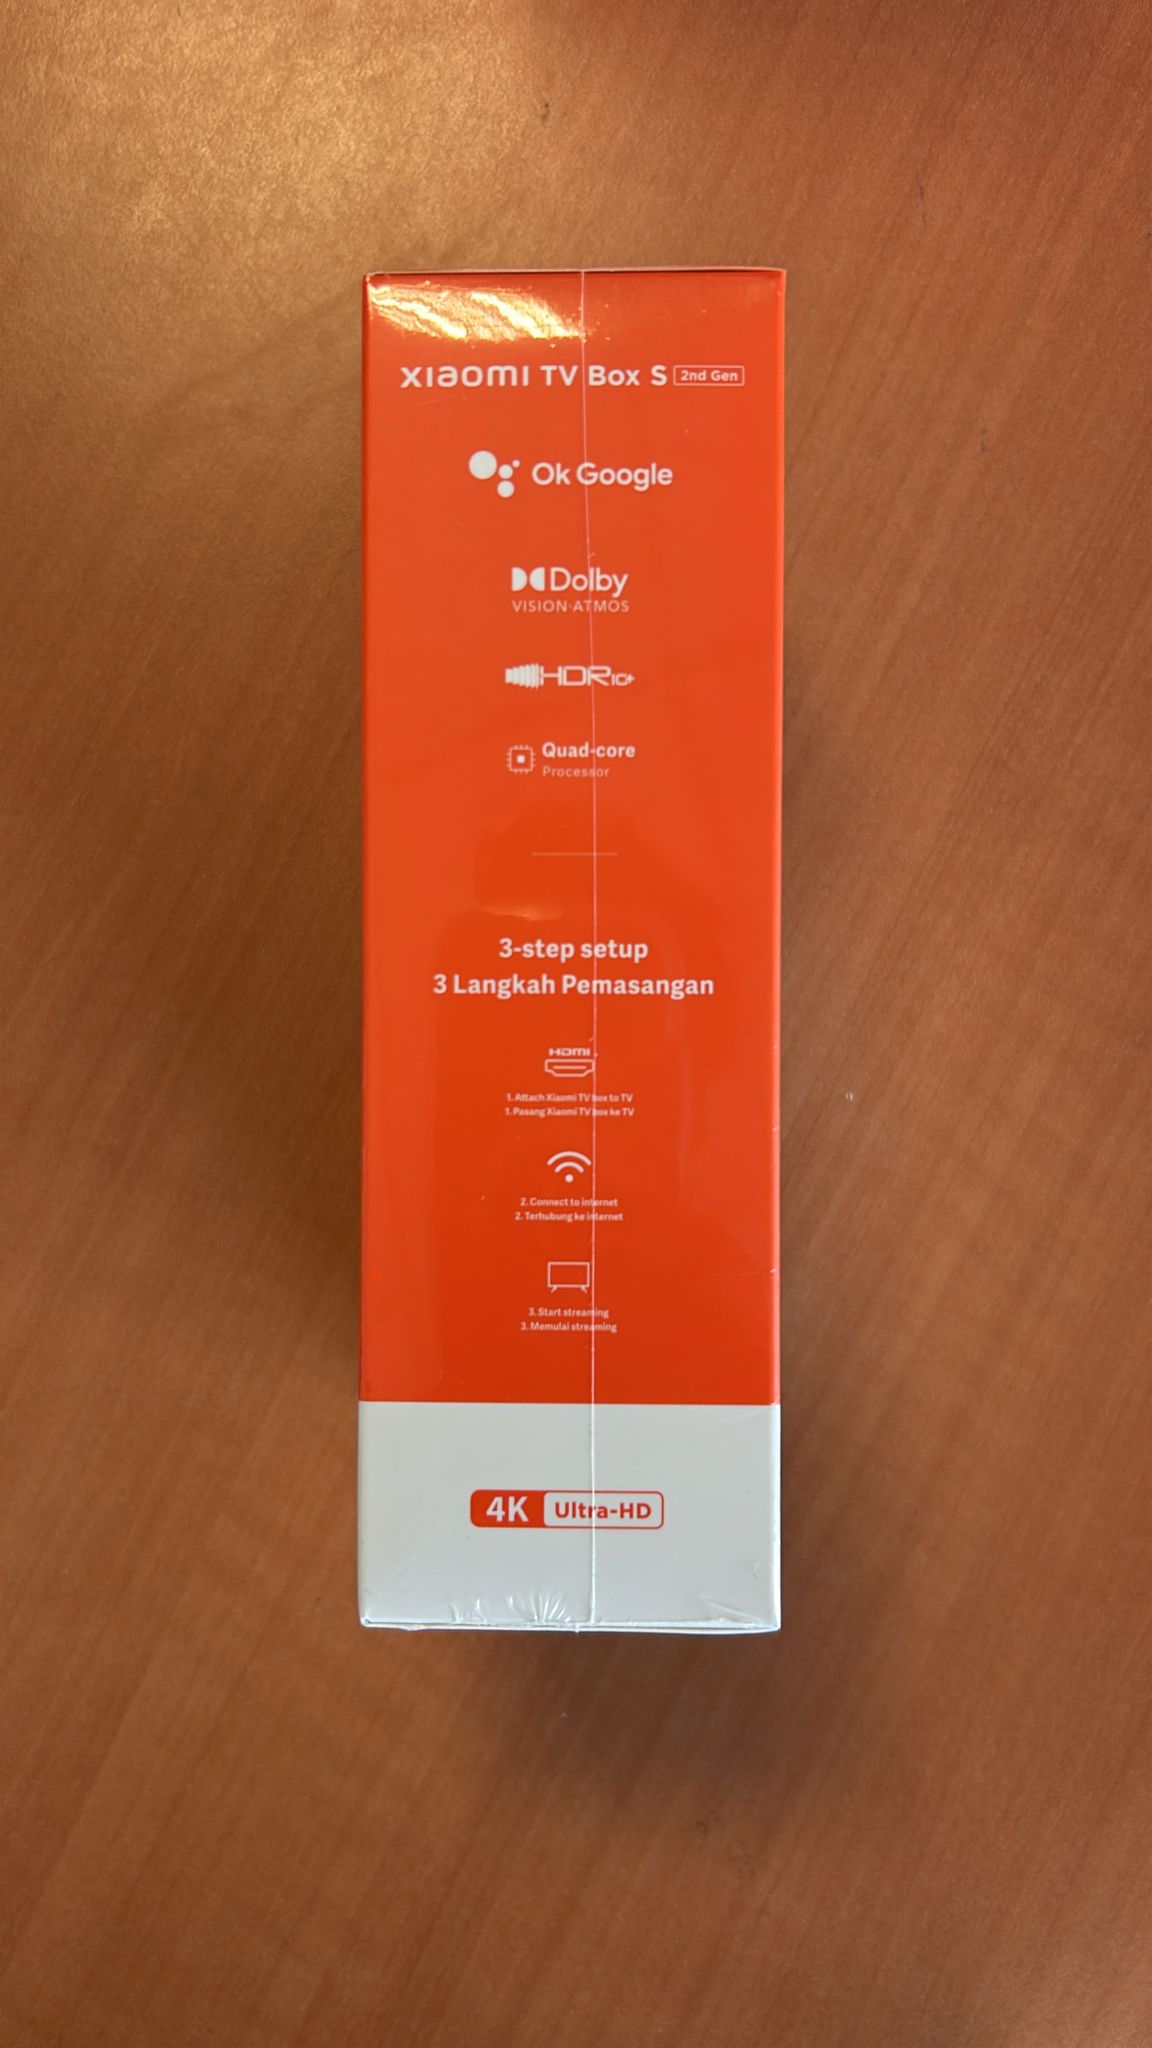 xiaomi TV Box S 2nd Gen
Ok Google
Dolby
VISION·ATMOS
HDR10+
Quad-core
Processor
3-step setup
3 Langkah Pemasangan
HDMI
1. Attach Xiaomi TV box to TV
1. Pasang Xiaomi TV box ke TV
2. Connect to internet
2. Terhubung ke internet
3. Start streaming
3. Memulai streaming
4K Ultra-HD